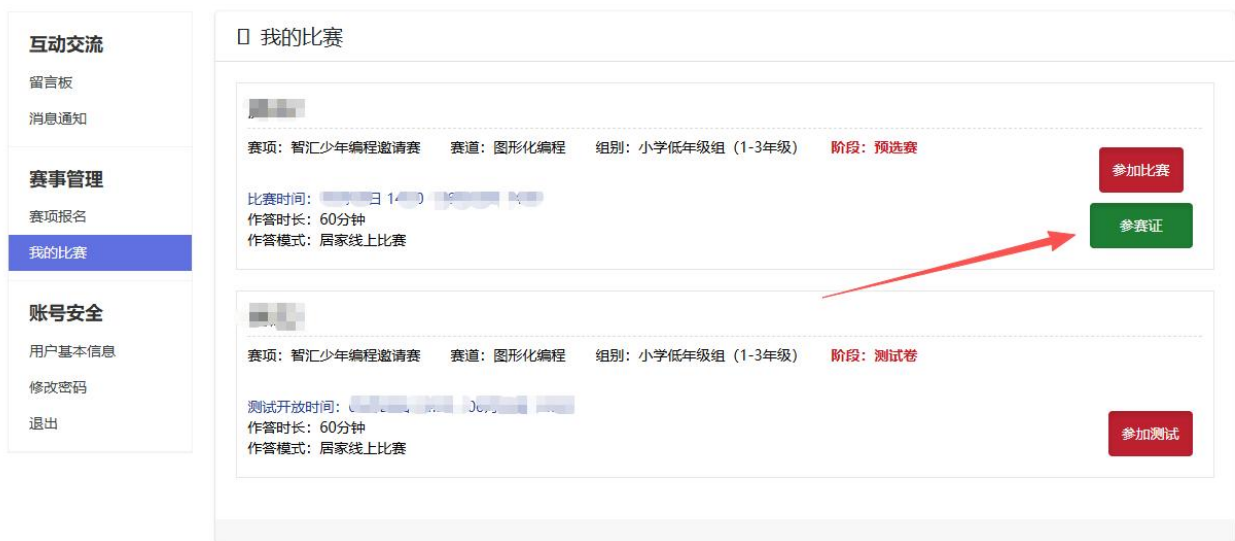 互动交流
留言板
消息通知
赛事管理
赛项报名
我的比赛
账号安全
用户基本信息
修改密码
退出
我的比赛
赛项：智汇少年编程邀请赛 赛道：图形化编程 组别：小学低年级组（1-3年级） 阶段：预选赛
比赛时间：
作答时长：60分钟
作答模式：居家线上比赛
参加比赛
参赛证
赛项：智汇少年编程邀请赛 赛道：图形化编程 组别：小学低年级组（1-3年级） 阶段：测试卷
测试开放时间：
作答时长：60分钟
作答模式：居家线上比赛
参加测试